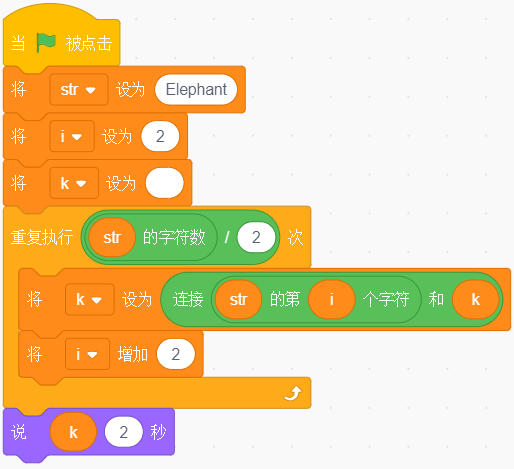 当 被点击
将 str 设为 Elephant
将 i 设为 2
将 k 设为
重复执行 str 的字符数 / 2 次
将 k 设为 连接 str 的第 i 个字符 和 k
将 i 增加 2
说 k 2 秒